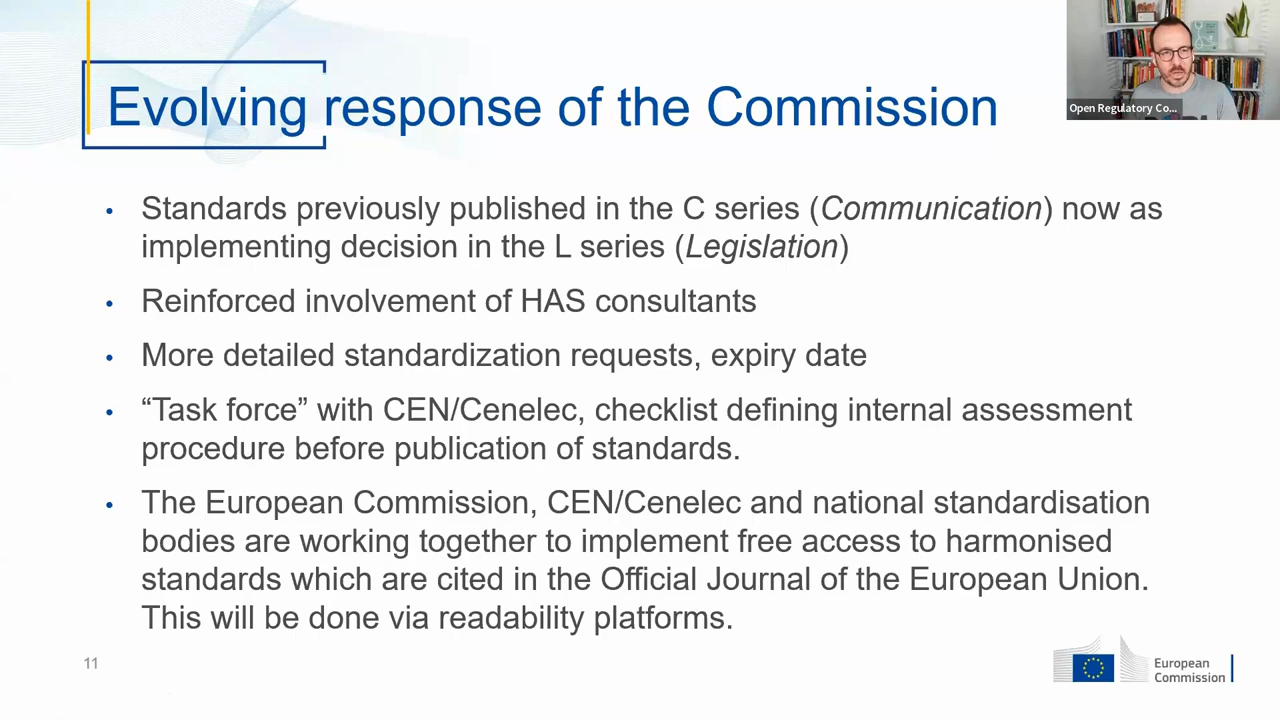 Evolving response of the Commission
Open Regulatory Co...
• Standards previously published in the C series (Communication) now as
implementing decision in the L series (Legislation)
• Reinforced involvement of HAS consultants
• More detailed standardization requests, expiry date
• “Task force” with CEN/Cenelec, checklist defining internal assessment
procedure before publication of standards.
• The European Commission, CEN/Cenelec and national standardisation
bodies are working together to implement free access to harmonised
standards which are cited in the Official Journal of the European Union.
This will be done via readability platforms.
11
European
Commission